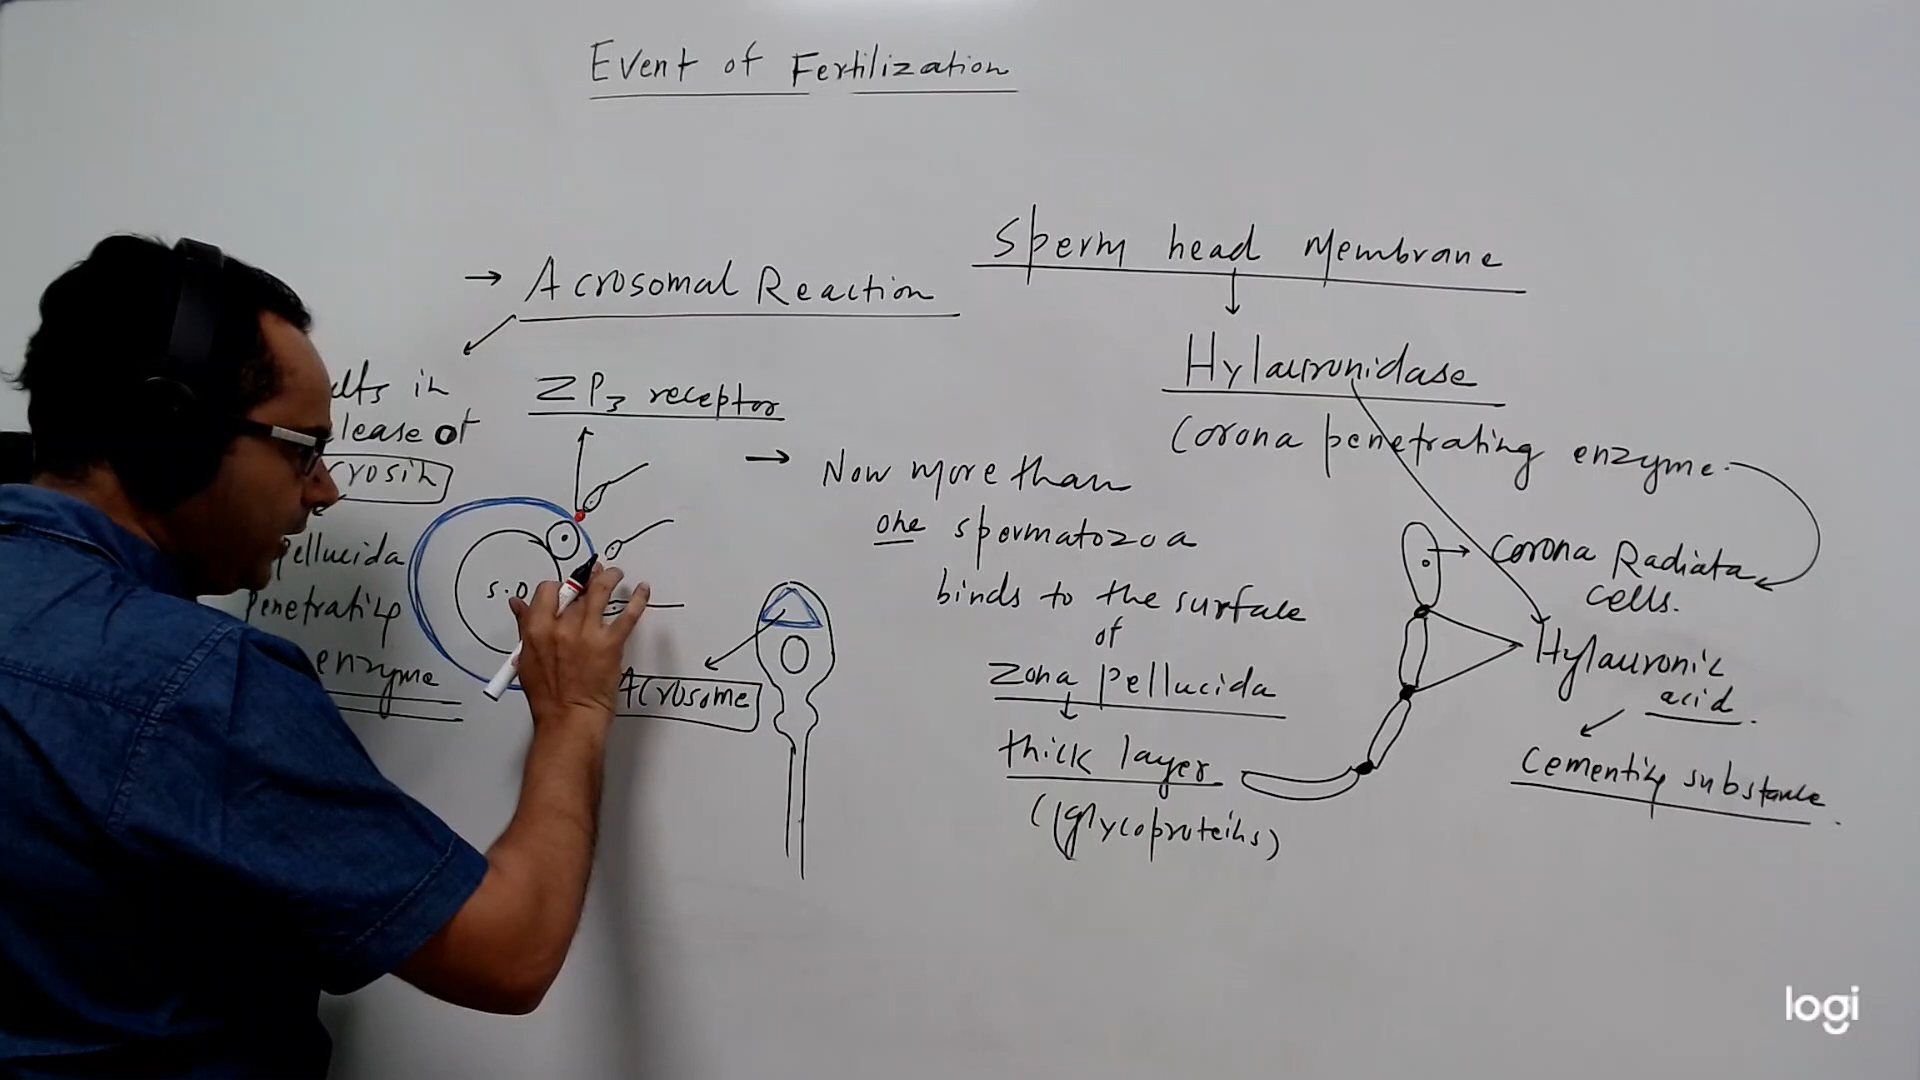 Event of Fertilization
Sperm head Membrane
→ Acrosomal Reaction
Hylauronidase
ZP3 receptor
in
Corona penetrating enzyme.
→ Now more than
one spermatozoa
binds to the surface
of
Zona pellucida
thick layer
(glycoproteins)
pellucida
Penetrating
enzyme
S.O
Acrosome
Corona Radiata
cells.
Hylauronic
acid.
Cementing substance.
logi